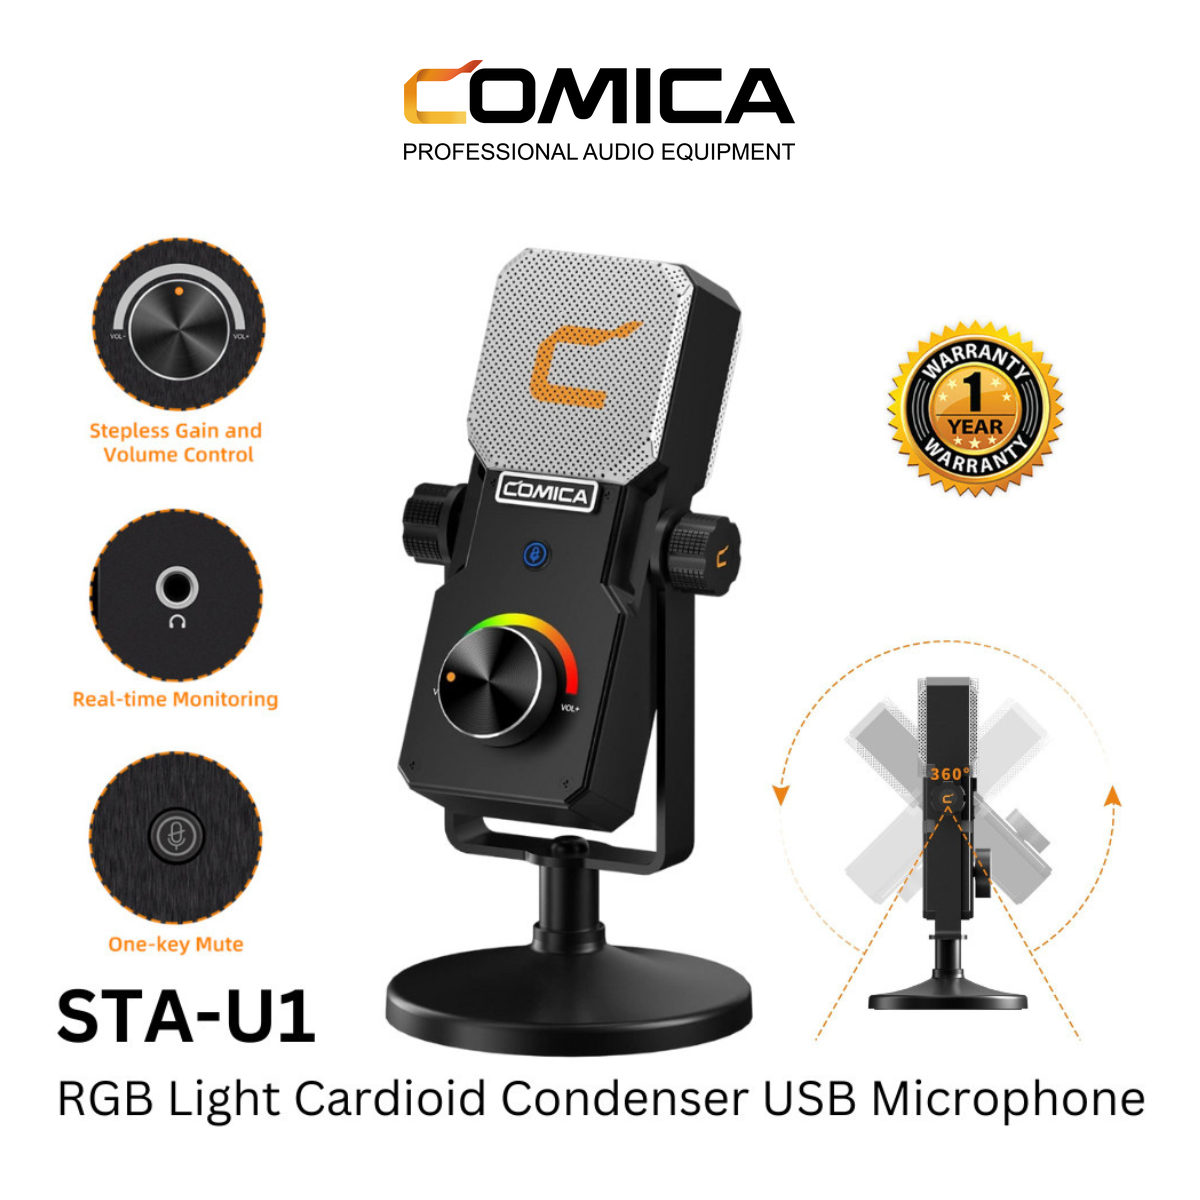 COMICA
PROFESSIONAL AUDIO EQUIPMENT
VOL-
VOL+
Stepless Gain and
Volume Control
Real-time Monitoring
One-key Mute
COMICA
V
VOL+
WARRANTY
1
YEAR
WARRANTY
360°
STA-U1
RGB Light Cardioid Condenser USB Microphone